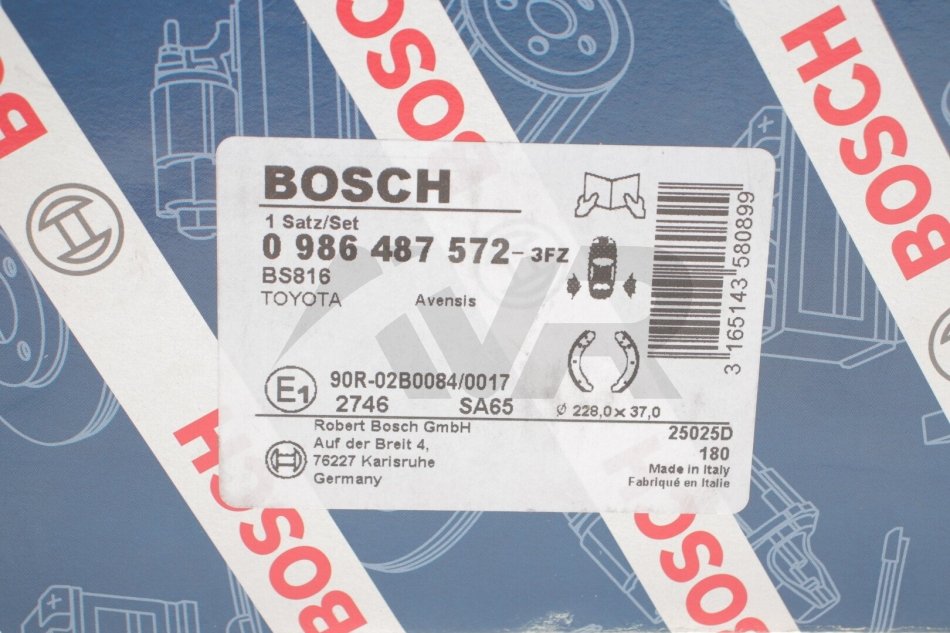 BOSCH
BOSCH
BOSCH
BOSCH
1 Satz/Set
0 986 487 572-3FZ
BS816
TOYOTA Avensis
3 165143 580899
E1
90R-02B0084/0017
2746 SA65
ø 228,0 x 37,0
Robert Bosch GmbH
Auf der Breit 4,
76227 Karisruhe
Germany
25025D
180
Made in Italy
Fabriqué en Italie
BOSCH
BOSCH